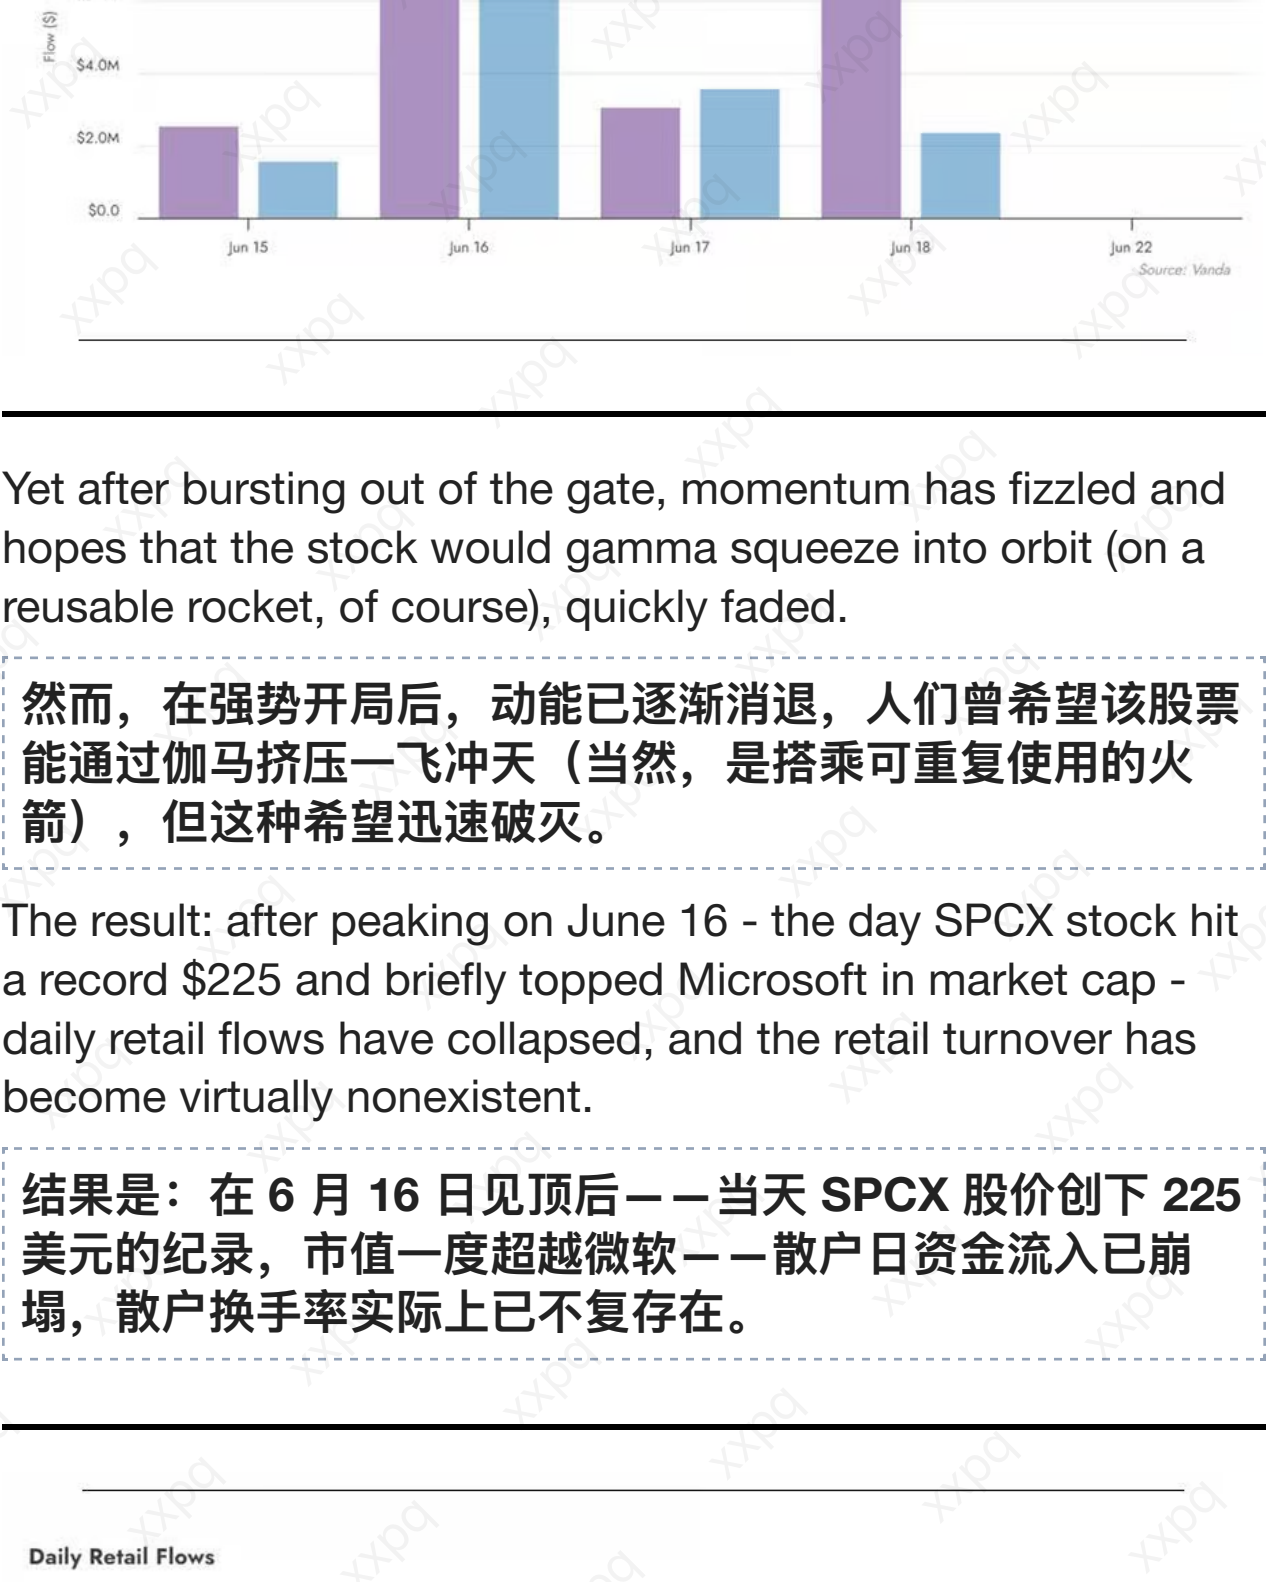 Flow ($)
$4.0M
$2.0M
$0.0
Jun 15 Jun 16 Jun 17 Jun 18 Jun 22
Source: Vanda
Yet after bursting out of the gate, momentum has fizzled and
hopes that the stock would gamma squeeze into orbit (on a
reusable rocket, of course), quickly faded.
然而，在强势开局后，动能已逐渐消退，人们曾希望该股票
能通过伽马挤压一飞冲天（当然，是搭乘可重复使用的火
箭），但这种希望迅速破灭。
The result: after peaking on June 16 - the day SPCX stock hit
a record $225 and briefly topped Microsoft in market cap -
daily retail flows have collapsed, and the retail turnover has
become virtually nonexistent.
结果是：在 6 月 16 日见顶后——当天 SPCX 股价创下 225
美元的纪录，市值一度超越微软——散户日资金流入已崩
塌，散户换手率实际上已不复存在。
Daily Retail Flows
xxpq